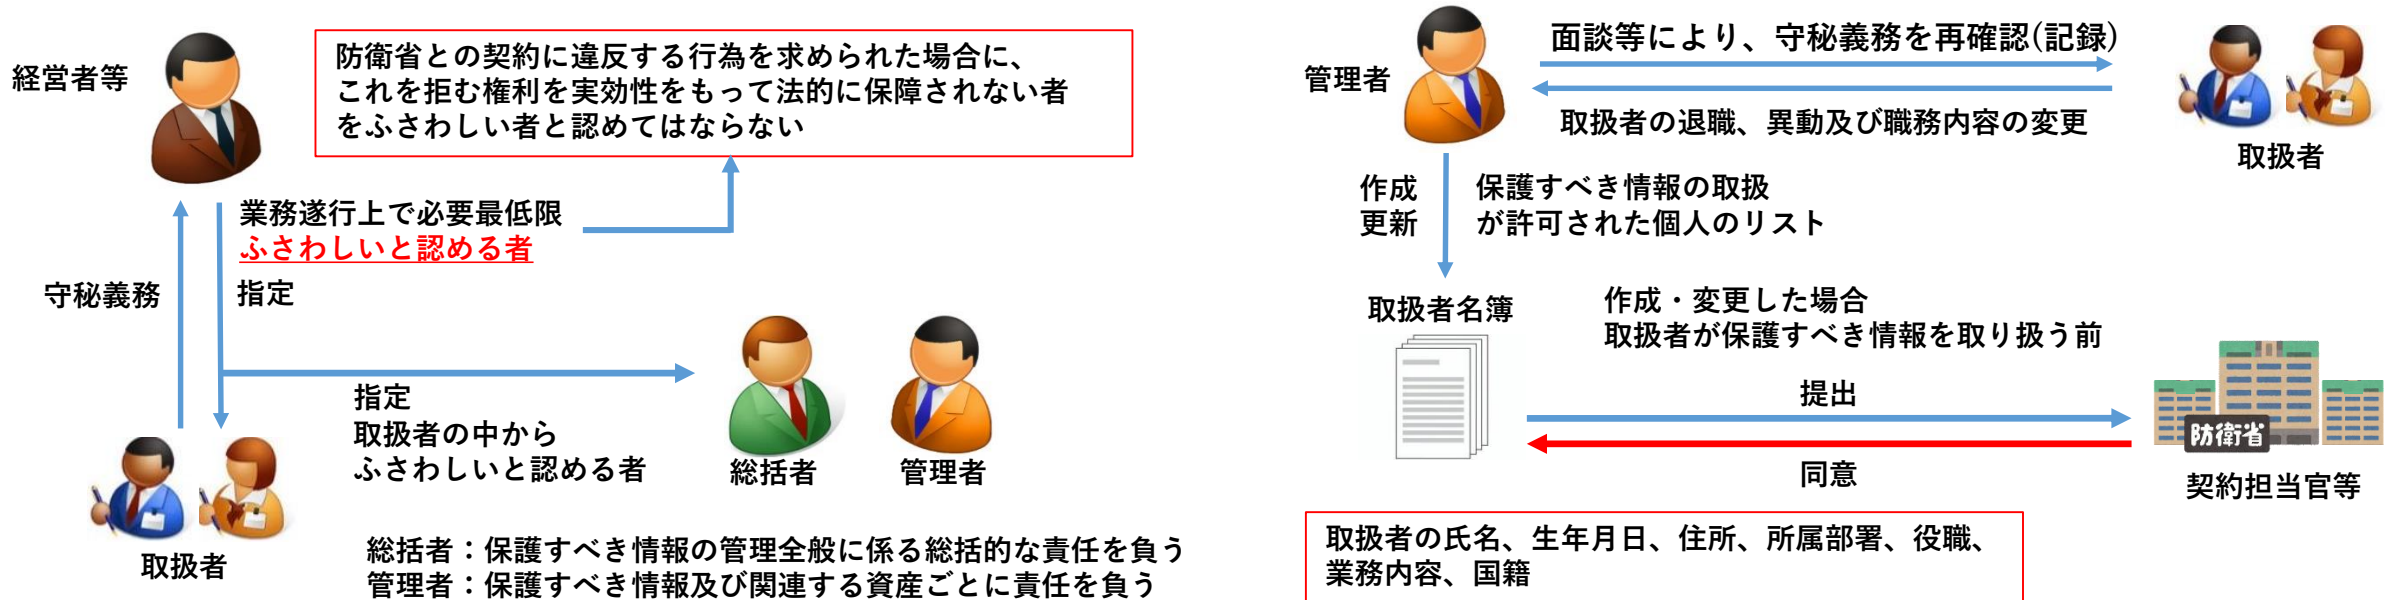 経営者等
防衛省との契約に違反する行為を求められた場合に、
これを拒む権利を実効性をもって法的に保障されない者
をふさわしい者と認めてはならない
業務遂行上で必要最低限
ふさわしいと認める者
守秘義務
指定
指定
取扱者の中から
ふさわしいと認める者
総括者
管理者
取扱者
総括者：保護すべき情報の管理全般に係る総括的な責任を負う
管理者：保護すべき情報及び関連する資産ごとに責任を負う
管理者
面談等により、守秘義務を再確認(記録)
取扱者の退職、異動及び職務内容の変更
取扱者
作成
更新
保護すべき情報の取扱
が許可された個人のリスト
取扱者名簿
作成・変更した場合
取扱者が保護すべき情報を取り扱う前
提出
同意
防衛省
契約担当官等
取扱者の氏名、生年月日、住所、所属部署、役職、
業務内容、国籍